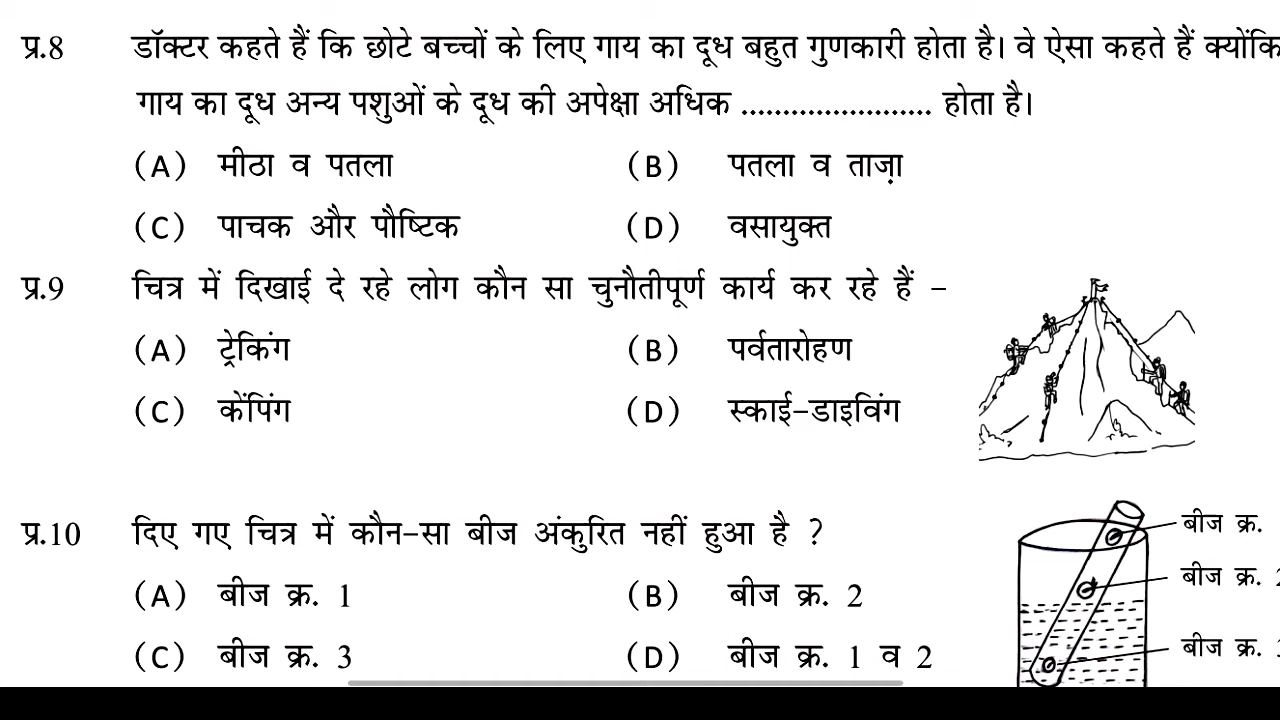 प्र.8 डॉक्टर कहते हैं कि छोटे बच्चों के लिए गाय का दूध बहुत गुणकारी होता है। वे ऐसा कहते हैं क्योंकि
गाय का दूध अन्य पशुओं के दूध की अपेक्षा अधिक ....................... होता है।
(A) मीठा व पतला (B) पतला व ताज़ा
(C) पाचक और पौष्टिक (D) वसायुक्त
प्र.9 चित्र में दिखाई दे रहे लोग कौन सा चुनौतीपूर्ण कार्य कर रहे हैं –
(A) ट्रेकिंग (B) पर्वतारोहण
(C) केंपिंग (D) स्काई–डाइविंग
प्र.10 दिए गए चित्र में कौन–सा बीज अंकुरित नहीं हुआ है ?
(A) बीज क्र. 1 (B) बीज क्र. 2
(C) बीज क्र. 3 (D) बीज क्र. 1 व 2
बीज क्र.
बीज क्र. 2
बीज क्र.